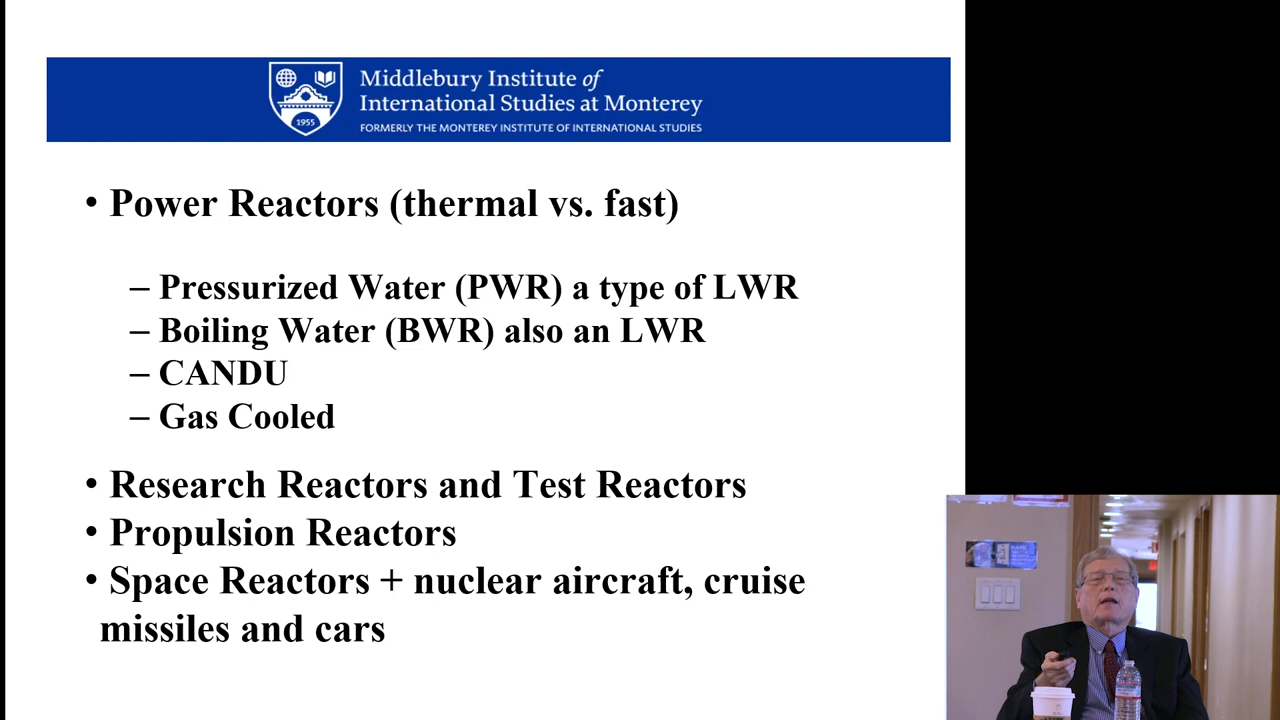 1955
Middlebury Institute of
International Studies at Monterey
FORMERLY THE MONTEREY INSTITUTE OF INTERNATIONAL STUDIES
• Power Reactors (thermal vs. fast)
– Pressurized Water (PWR) a type of LWR
– Boiling Water (BWR) also an LWR
– CANDU
– Gas Cooled
• Research Reactors and Test Reactors
• Propulsion Reactors
• Space Reactors + nuclear aircraft, cruise
missiles and cars